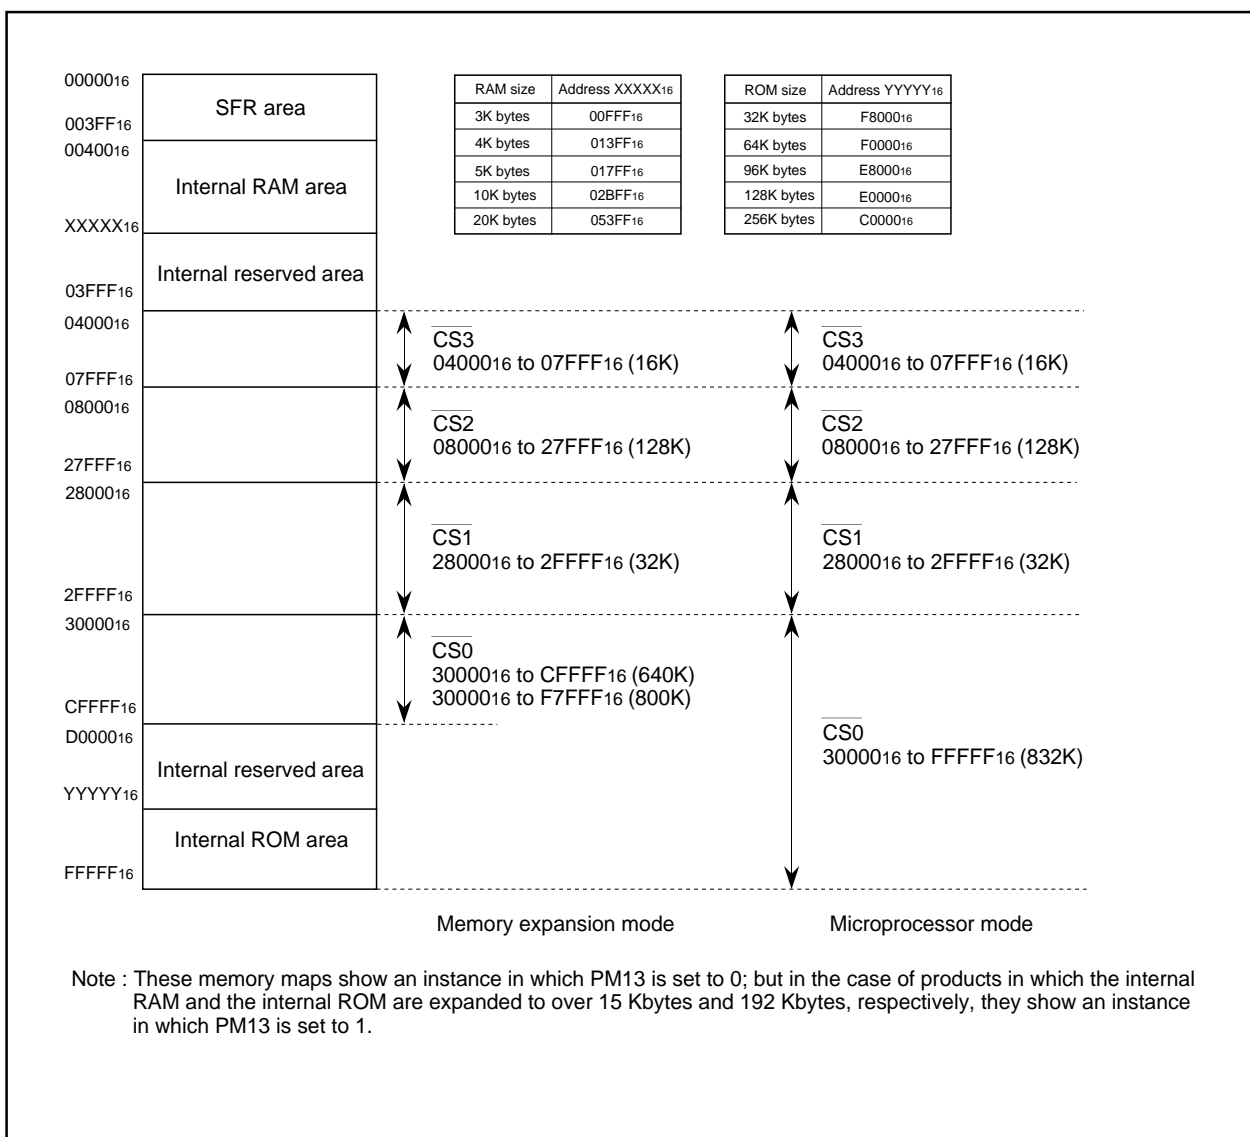 0000016
SFR area
003FF16
0040016
Internal RAM area
XXXXX16
Internal reserved area
03FFF16
0400016
07FFF16
0800016
27FFF16
2800016
2FFFF16
3000016
CFFFF16
D000016
Internal reserved area
YYYYY16
Internal ROM area
FFFFF16
RAM size Address XXXXX16
3K bytes 00FFF16
4K bytes 013FF16
5K bytes 017FF16
10K bytes 02BFF16
20K bytes 053FF16
ROM size Address YYYYY16
32K bytes F800016
64K bytes F000016
96K bytes E800016
128K bytes E000016
256K bytes C000016
CS3
0400016 to 07FFF16 (16K)
CS2
0800016 to 27FFF16 (128K)
CS1
2800016 to 2FFFF16 (32K)
CS0
3000016 to CFFFF16 (640K)
3000016 to F7FFF16 (800K)
Memory expansion mode
CS3
0400016 to 07FFF16 (16K)
CS2
0800016 to 27FFF16 (128K)
CS1
2800016 to 2FFFF16 (32K)
CS0
3000016 to FFFFF16 (832K)
Microprocessor mode
Note : These memory maps show an instance in which PM13 is set to 0; but in the case of products in which the internal
RAM and the internal ROM are expanded to over 15 Kbytes and 192 Kbytes, respectively, they show an instance
in which PM13 is set to 1.